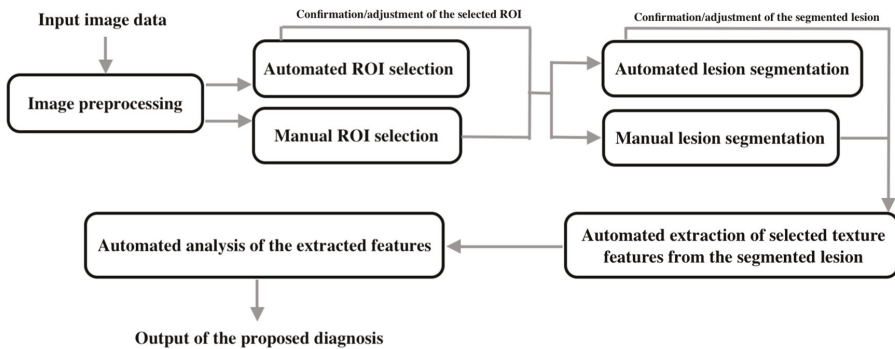 Input image data
Confirmation/adjustment of the selected ROI
Confirmation/adjustment of the segmented lesion
Image preprocessing
Automated ROI selection
Manual ROI selection
Automated lesion segmentation
Manual lesion segmentation
Automated extraction of selected texture
features from the segmented lesion
Automated analysis of the extracted features
Output of the proposed diagnosis